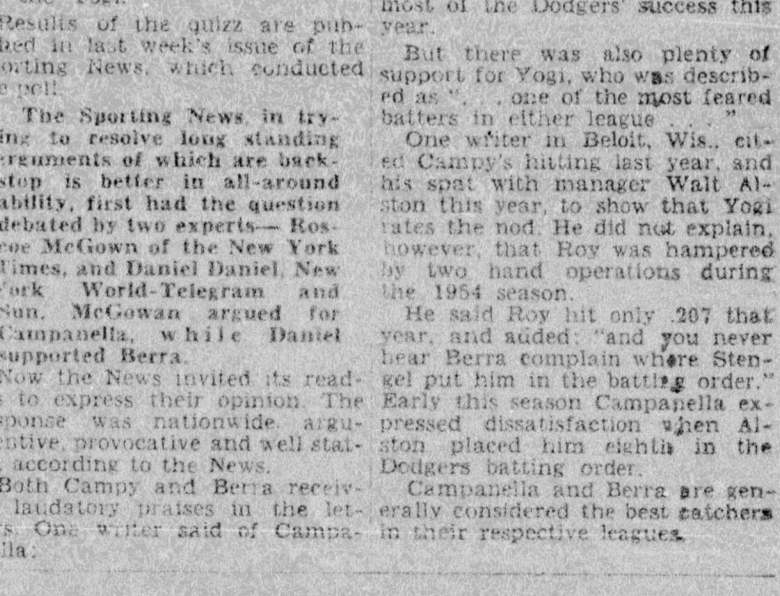 the Yogi.
Results of the quizz are pub-
hed in last week's issue of the
orting News, which conducted
e poll.
The Sporting News, in try-
ing to resolve long standing
rguments of which are back-
stop is better in all-around
ability, first had the question
debated by two experts— Ros-
coe McGown of the New York
Times, and Daniel Daniel, New
York World-Telegram and
Sun. McGowan argued for
Campanella, while Daniel
supported Berra.
Now the News invited its read-
s to express their opinion. The
sponse was nationwide, argu-
entive, provocative and well stat-
, according to the News.
Both Campy and Berra receiv-
laudatory praises in the let-
rs. One writer said of Campa-
lla:
most of the Dodgers' success this
year.
But there was also plenty of
support for Yogi, who was describ-
ed as ". . . one of the most feared
batters in either league . . . "
One writer in Beloit, Wis., cit-
ed Campy's hitting last year, and
his spat with manager Walt Al-
ston this year, to show that Yogi
rates the nod. He did not explain,
however, that Roy was hampered
by two hand operations during
the 1954 season.
He said Roy hit only .207 that
year, and added: "and you never
hear Berra complain where Sten-
gel put him in the batting order."
Early this season Campanella ex-
pressed dissatisfaction when Al-
ston placed him eighth in the
Dodgers batting order.
Campanella and Berra are gen-
erally considered the best catchers
in their respective leagues.